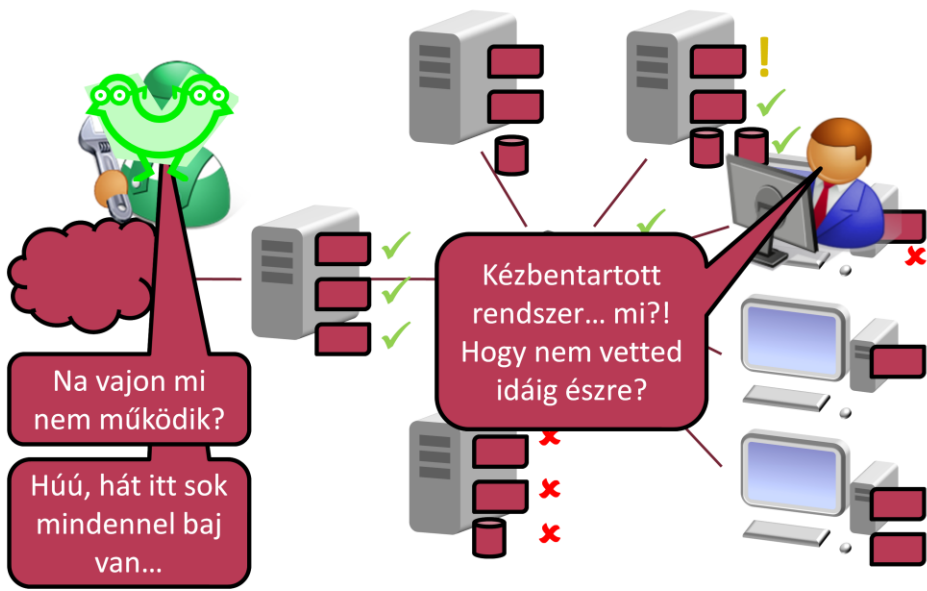 Kézbentartott
rendszer… mi?!
Hogy nem vetted
idáig észre?
Na vajon mi
nem működik?
Húú, hát itt sok
mindennel baj
van…